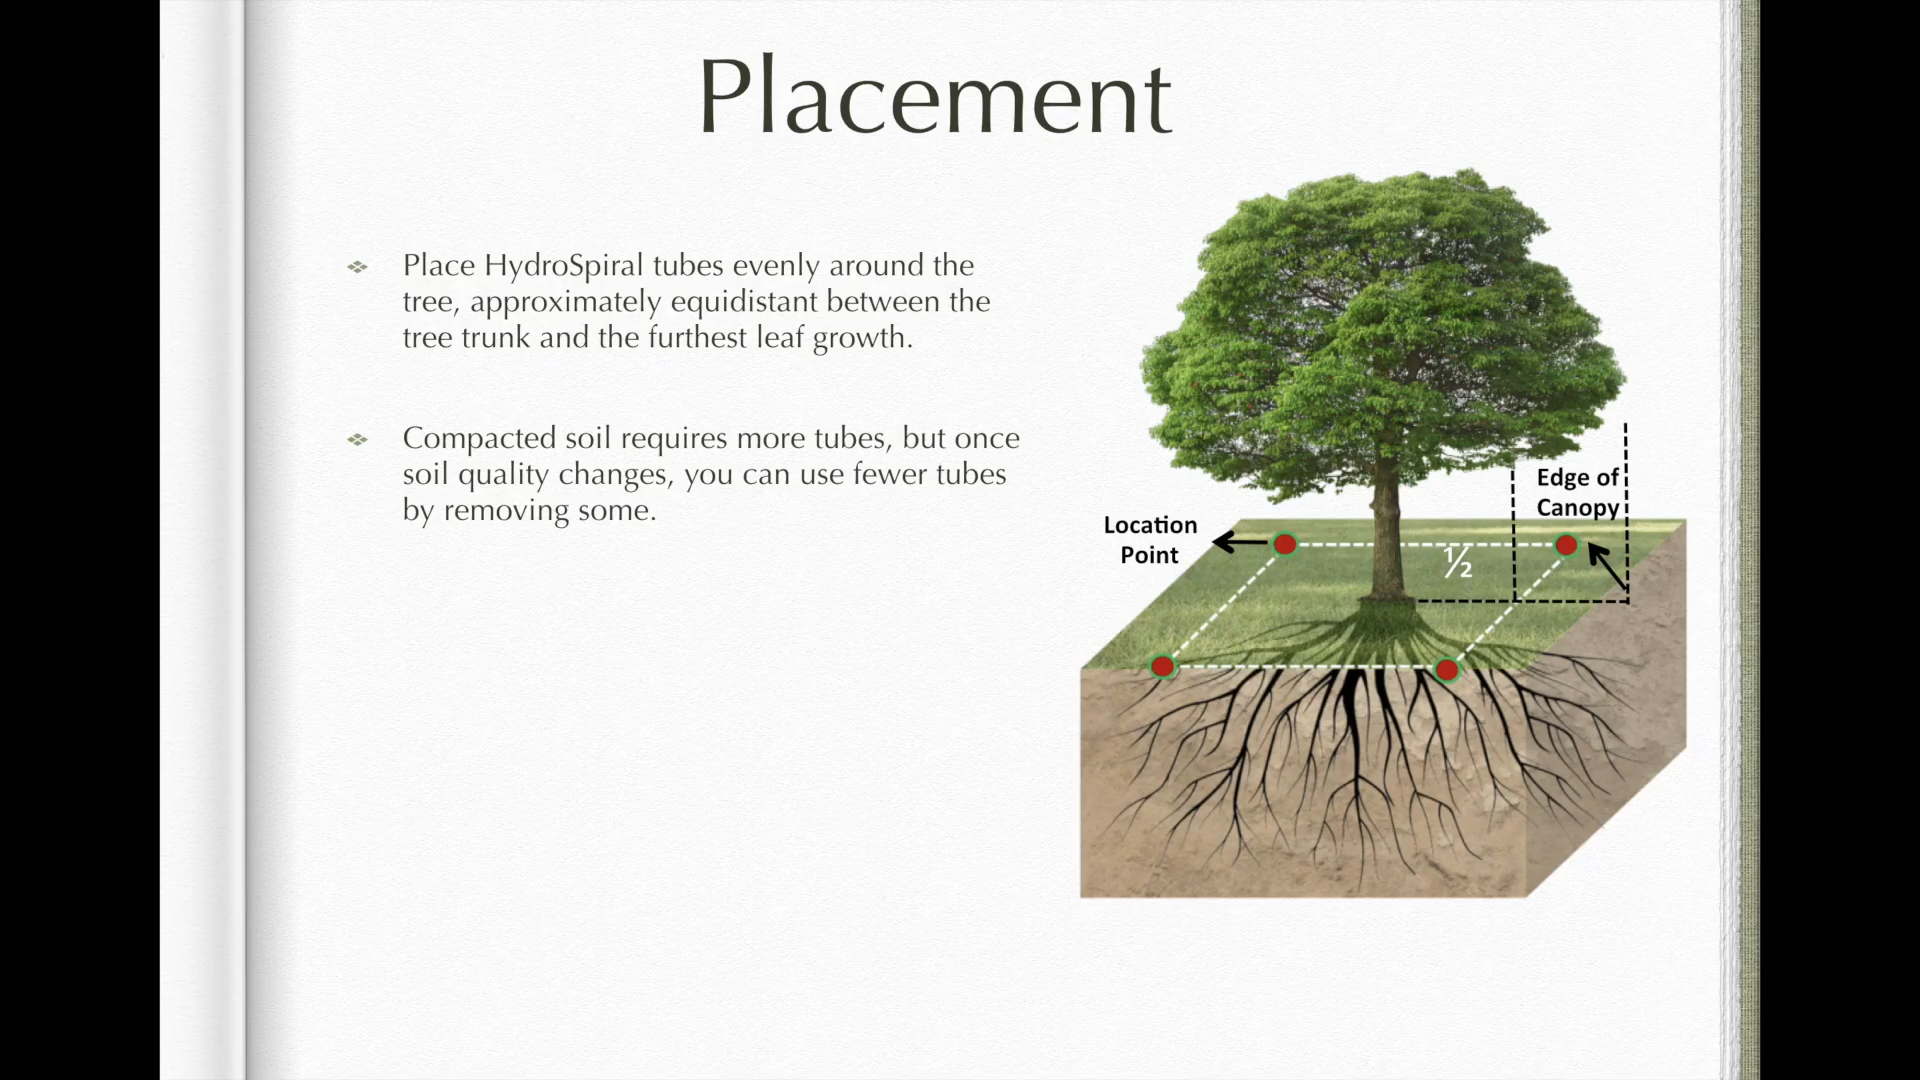 Placement
Place HydroSpiral tubes evenly around the
tree, approximately equidistant between the
tree trunk and the furthest leaf growth.
Compacted soil requires more tubes, but once
soil quality changes, you can use fewer tubes
by removing some.
Edge of
Canopy
Location
Point
½